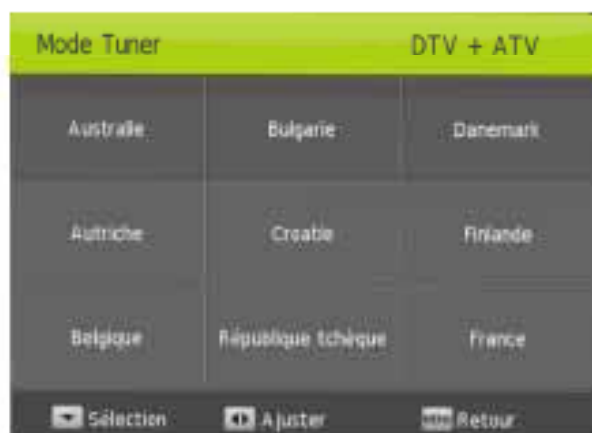 Mode Tuner DTV + ATV
Australie Bulgarie Danemark
Autriche Croatie Finlande
Belgique République tchèque France
Sélection Ajuster Retour